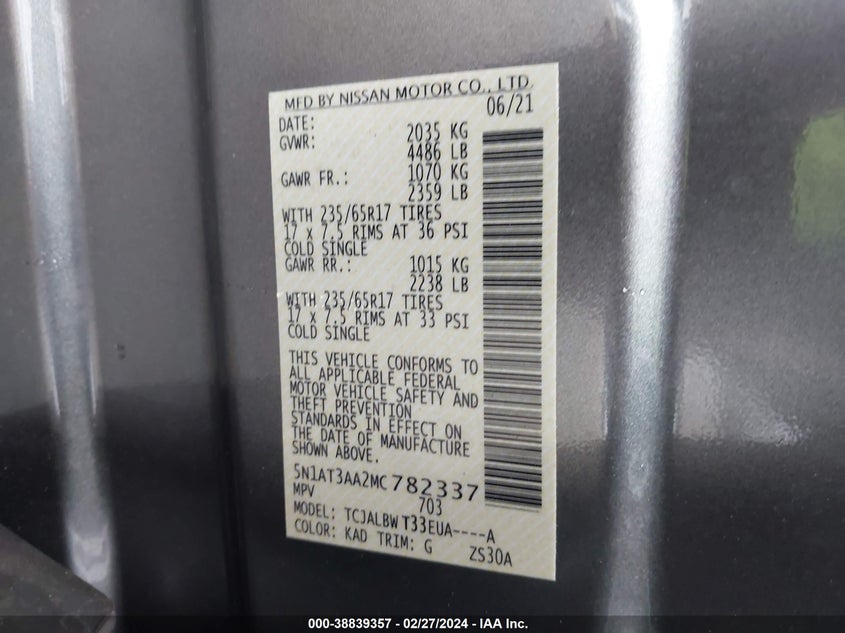 MFD BY NISSAN MOTOR CO., LTD.
DATE: 06/21
GVWR: 2035 KG
4486 LB
GAWR FR.: 1070 KG
2359 LB
WITH 235/65R17 TIRES
17 x 7.5 RIMS AT 36 PSI
COLD SINGLE
GAWR RR.: 1015 KG
2238 LB
WITH 235/65R17 TIRES
17 x 7.5 RIMS AT 33 PSI
COLD SINGLE
THIS VEHICLE CONFORMS TO
ALL APPLICABLE FEDERAL
MOTOR VEHICLE SAFETY AND
THEFT PREVENTION
STANDARDS IN EFFECT ON
THE DATE OF MANUFACTURE
SHOWN ABOVE.
5N1AT3AA2MC782337
MPV 703
MODEL: TCJALBWT33EUA----A
COLOR: KAD TRIM: G ZS30A
000-38839357 - 02/27/2024 - IAA Inc.